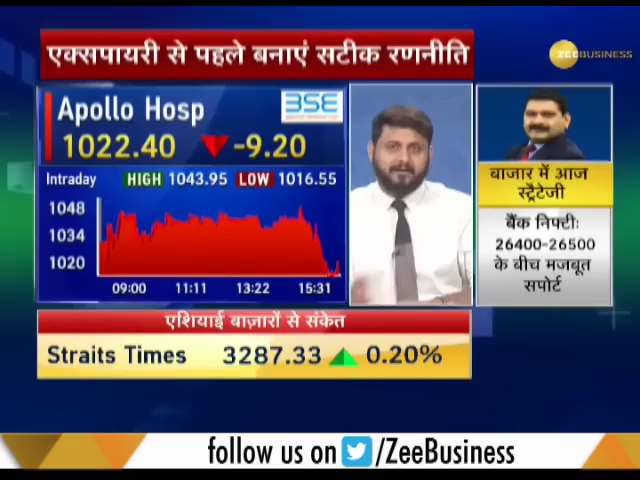 एक्सपायरी से पहले बनाएं सटीक रणनीति
ZEEBUSINESS
Apollo Hosp
BSE
1022.40 -9.20
Intraday HIGH 1043.95 LOW 1016.55
1048
1034
1020
09:00 11:11 13:22 15:31
बाजार में आज
स्ट्रैटेजी
बैंक निफ्टीः
26400-26500
के बीच मजबूत
सपोर्ट
एशियाई बाज़ारों से संकेत
Straits Times 3287.33 0.20%
follow us on /ZeeBusiness